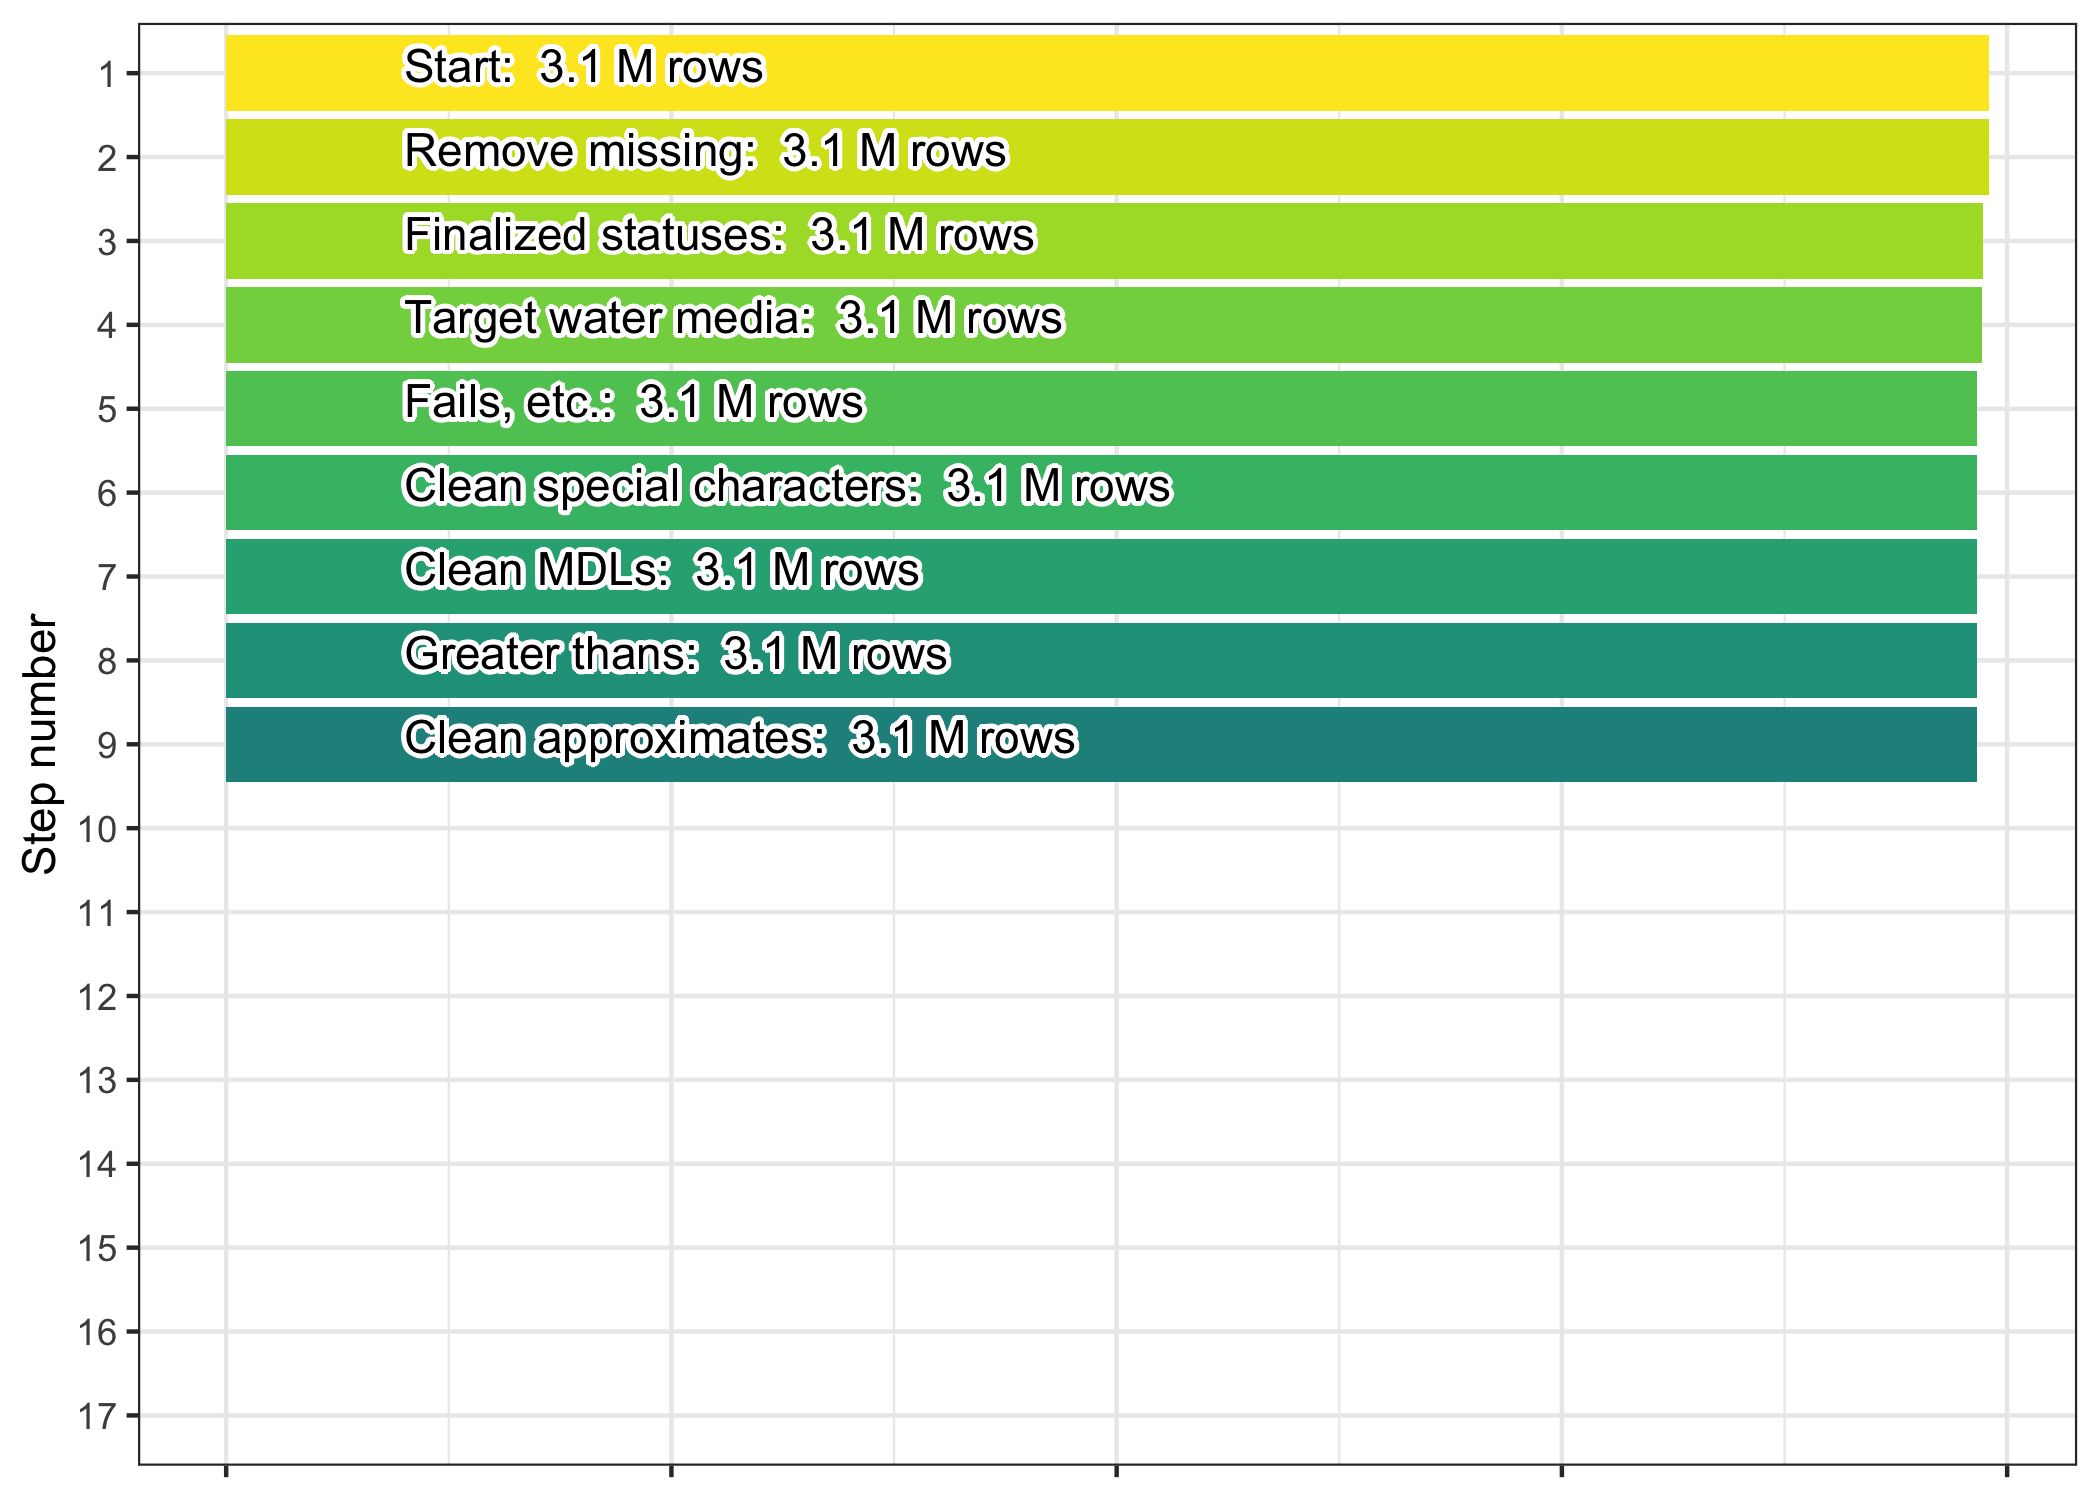 1
Start:  3.1 M rows
2
Remove missing:  3.1 M rows
3
Finalized statuses:  3.1 M rows
4
Target water media:  3.1 M rows
5
Fails, etc.:  3.1 M rows
6
Clean special characters:  3.1 M rows
7
Clean MDLs:  3.1 M rows
8
Greater thans:  3.1 M rows
9
Clean approximates:  3.1 M rows
10
11
12
13
14
15
16
17
Step number